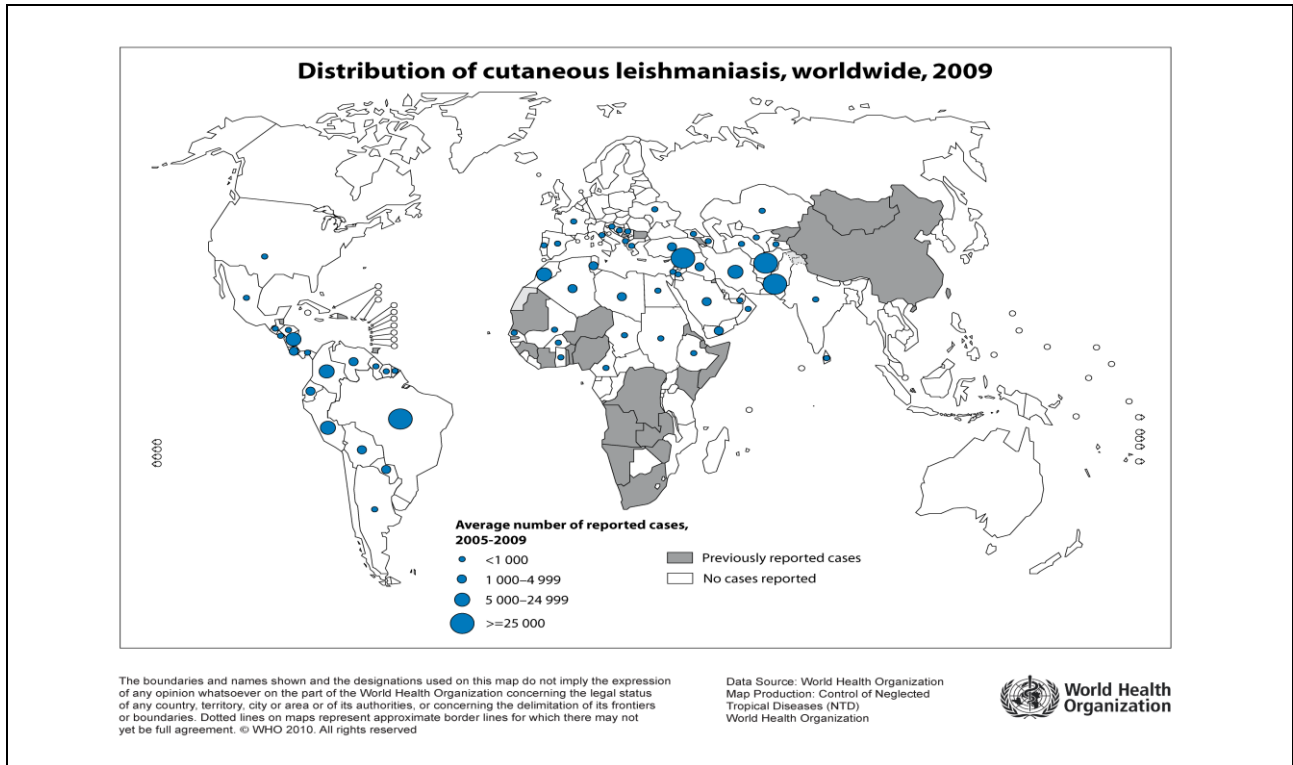 Distribution of cutaneous leishmaniasis, worldwide, 2009
Average number of reported cases,
2005-2009
<1 000
1 000–4 999
5 000–24 999
>=25 000
Previously reported cases
No cases reported
The boundaries and names shown and the designations used on this map do not imply the expression
of any opinion whatsoever on the part of the World Health Organization concerning the legal status
of any country, territory, city or area or of its authorities, or concerning the delimitation of its frontiers
or boundaries. Dotted lines on maps represent approximate border lines for which there may not
yet be full agreement. © WHO 2010. All rights reserved
Data Source: World Health Organization
Map Production: Control of Neglected
Tropical Diseases (NTD)
World Health Organization
World Health
Organization